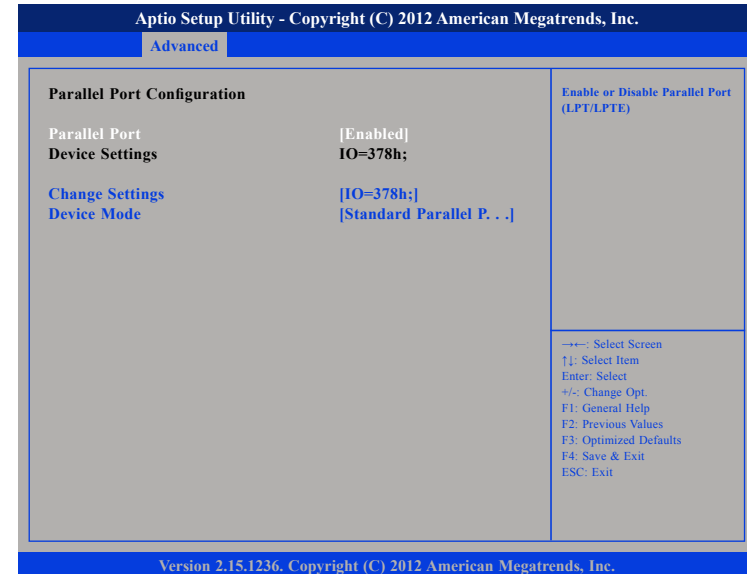 Aptio Setup Utility - Copyright (C) 2012 American Megatrends, Inc.
Advanced
Parallel Port Configuration
Parallel Port [Enabled]
Device Settings IO=378h;
Change Settings [IO=378h;]
Device Mode [Standard Parallel P. . .]
Enable or Disable Parallel Port
(LPT/LPTE)
→←: Select Screen
↑↓: Select Item
Enter: Select
+/-: Change Opt.
F1: General Help
F2: Previous Values
F3: Optimized Defaults
F4: Save & Exit
ESC: Exit
Version 2.15.1236. Copyright (C) 2012 American Megatrends, Inc.